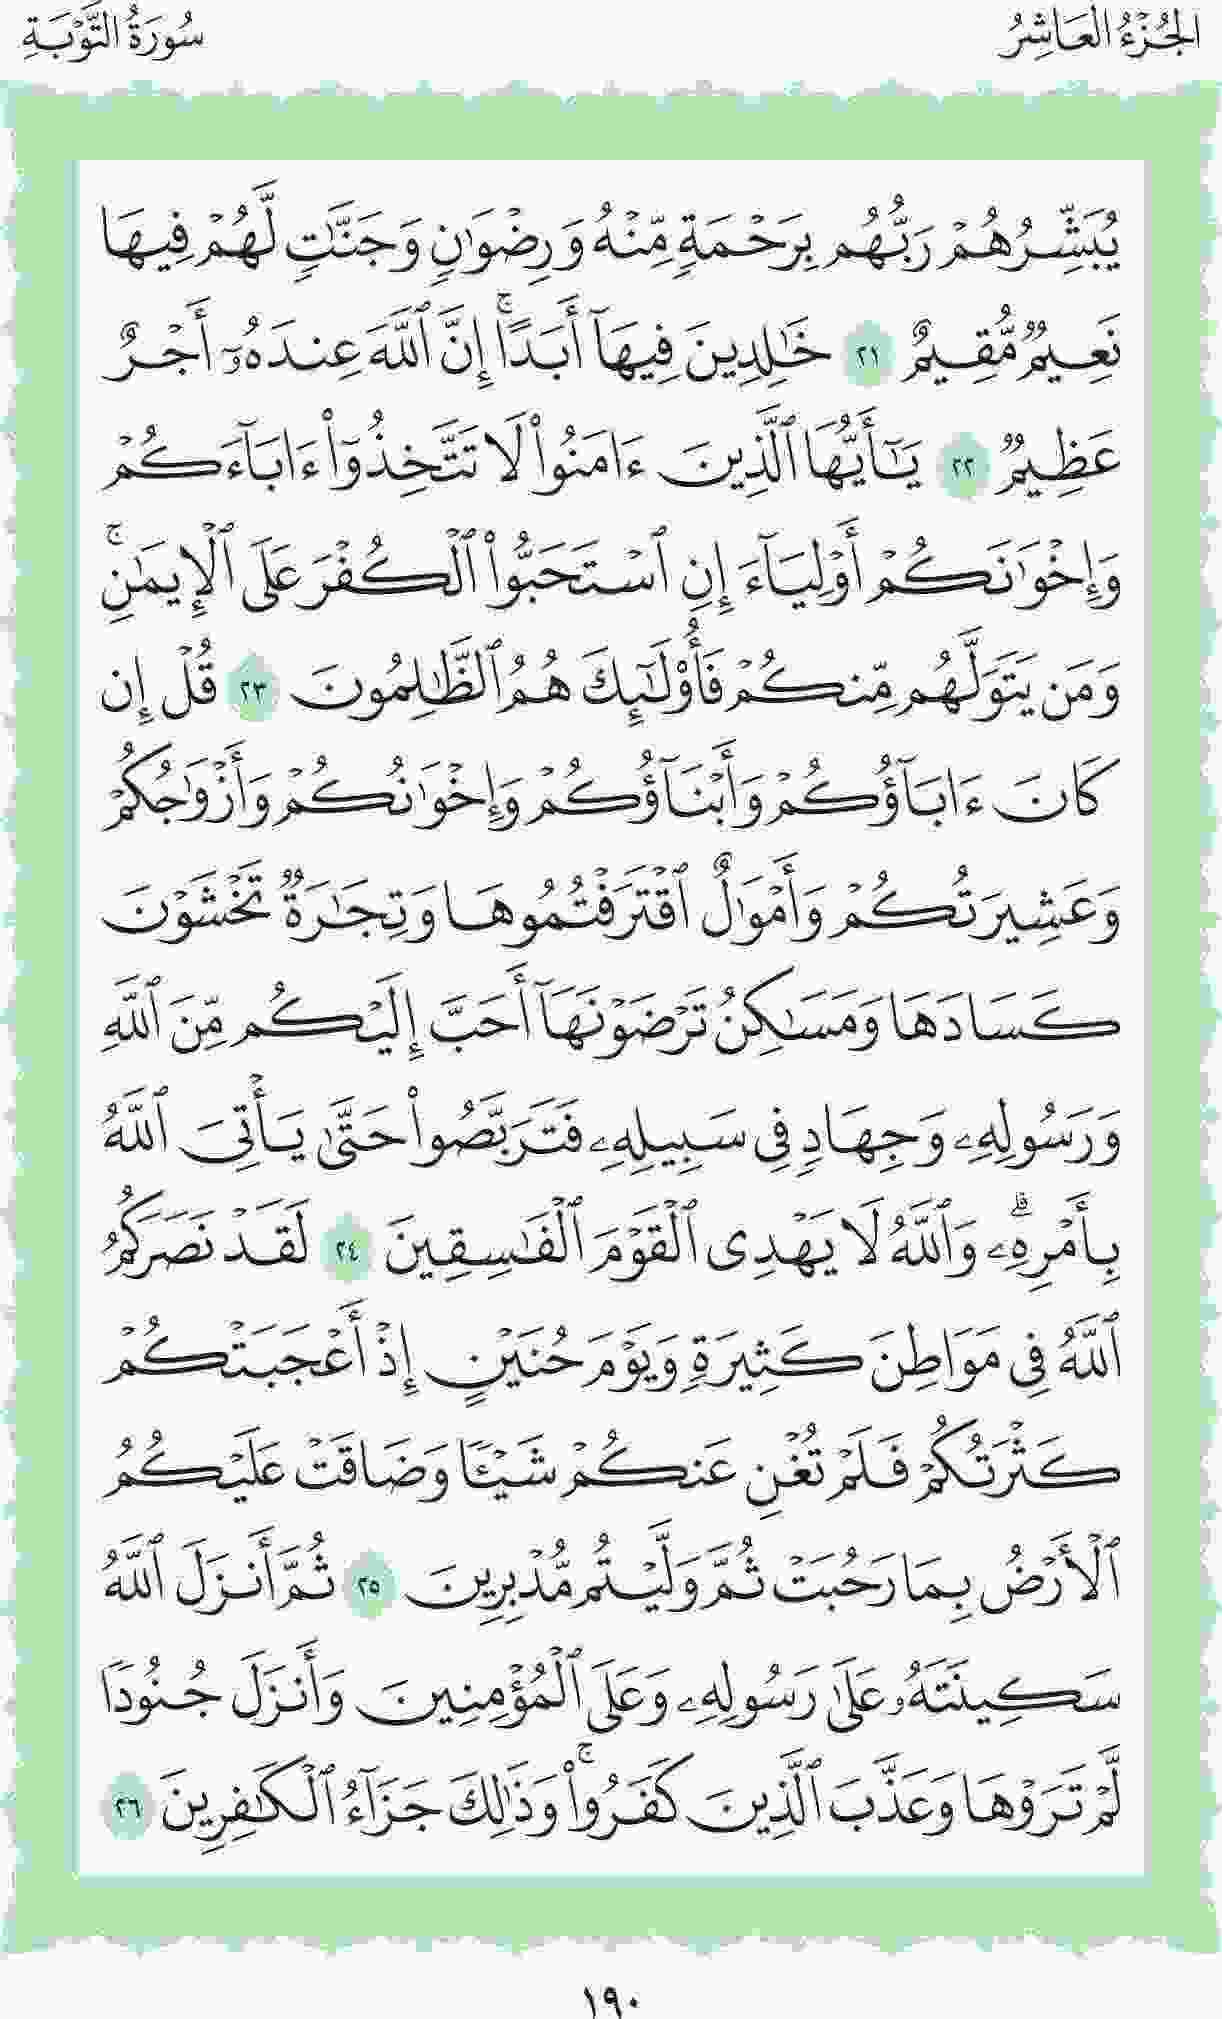 الجُزْءُ العَاشِرُ
سُورَةُ التَّوْبَةِ
يُبَشِّرُهُمْ رَبُّهُم بِرَحْمَةٍ مِّنْهُ وَرِضْوَٰنٍ وَجَنَّـٰتٍ لَّهُمْ فِيهَا
نَعِيمٌ مُّقِيمٌ ٢١ خَـٰلِدِينَ فِيهَآ أَبَدًا ۚ إِنَّ ٱللَّهَ عِندَهُۥٓ أَجْرٌ
عَظِيمٌ ٢٢ يَـٰٓأَيُّهَا ٱلَّذِينَ ءَامَنُوا۟ لَا تَتَّخِذُوٓا۟ ءَابَآءَكُمْ
وَإِخْوَٰنَكُمْ أَوْلِيَآءَ إِنِ ٱسْتَحَبُّوا۟ ٱلْكُفْرَ عَلَى ٱلْإِيمَـٰنِ ۚ
وَمَن يَتَوَلَّهُم مِّنكُمْ فَأُو۟لَـٰٓئِكَ هُمُ ٱلظَّـٰلِمُونَ ٢٣ قُلْ إِن
كَانَ ءَابَآؤُكُمْ وَأَبْنَآؤُكُمْ وَإِخْوَٰنُكُمْ وَأَزْوَٰجُكُمْ
وَعَشِيرَتُكُمْ وَأَمْوَٰلٌ ٱقْتَرَفْتُمُوهَا وَتِجَـٰرَةٌ تَخْشَوْنَ
كَسَادَهَا وَمَسَـٰكِنُ تَرْضَوْنَهَآ أَحَبَّ إِلَيْكُم مِّنَ ٱللَّهِ
وَرَسُولِهِۦ وَجِهَادٍ فِى سَبِيلِهِۦ فَتَرَبَّصُوا۟ حَتَّىٰ يَأْتِىَ ٱللَّهُ
بِأَمْرِهِۦ ۗ وَٱللَّهُ لَا يَهْدِى ٱلْقَوْمَ ٱلْفَـٰسِقِينَ ٢٤ لَقَدْ نَصَرَكُمُ
ٱللَّهُ فِى مَوَاطِنَ كَثِيرَةٍ وَيَوْمَ حُنَيْنٍ إِذْ أَعْجَبَتْكُمْ
كَثْرَتُكُمْ فَلَمْ تُغْنِ عَنكُمْ شَيْـًٔا وَضَاقَتْ عَلَيْكُمُ
ٱلْأَرْضُ بِمَا رَحُبَتْ ثُمَّ وَلَّيْتُم مُّدْبِرِينَ ٢٥ ثُمَّ أَنزَلَ ٱللَّهُ
سَكِينَتَهُۥ عَلَىٰ رَسُولِهِۦ وَعَلَى ٱلْمُؤْمِنِينَ وَأَنزَلَ جُنُودًا
لَّمْ تَرَوْهَا وَعَذَّبَ ٱلَّذِينَ كَفَرُوا۟ ۚ وَذَٰلِكَ جَزَآءُ ٱلْكَـٰفِرِينَ ٢٦
١٩٠